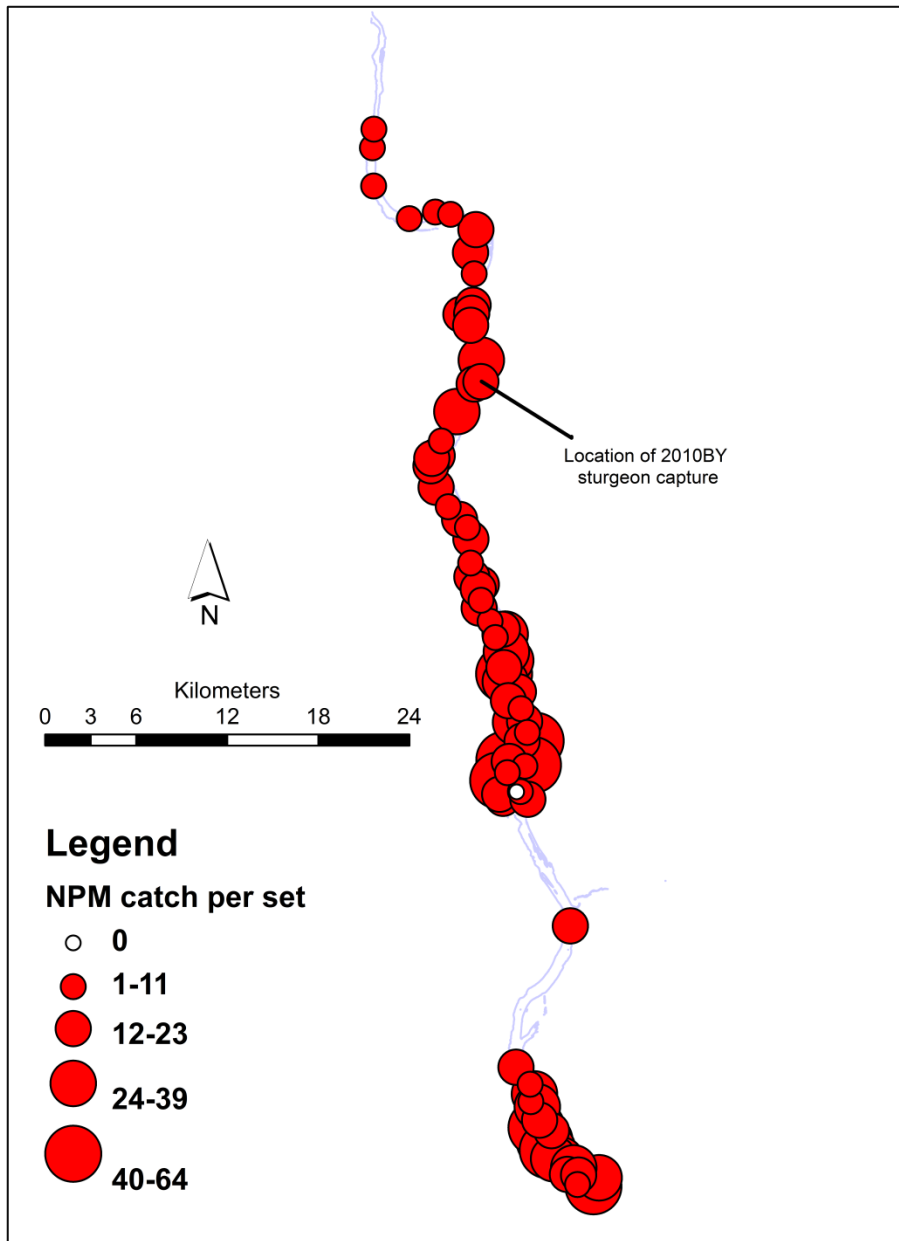 Location of 2010BY
sturgeon capture
N
Kilometers
0 3 6 12 18 24
Legend
NPM catch per set
0
1-11
12-23
24-39
40-64